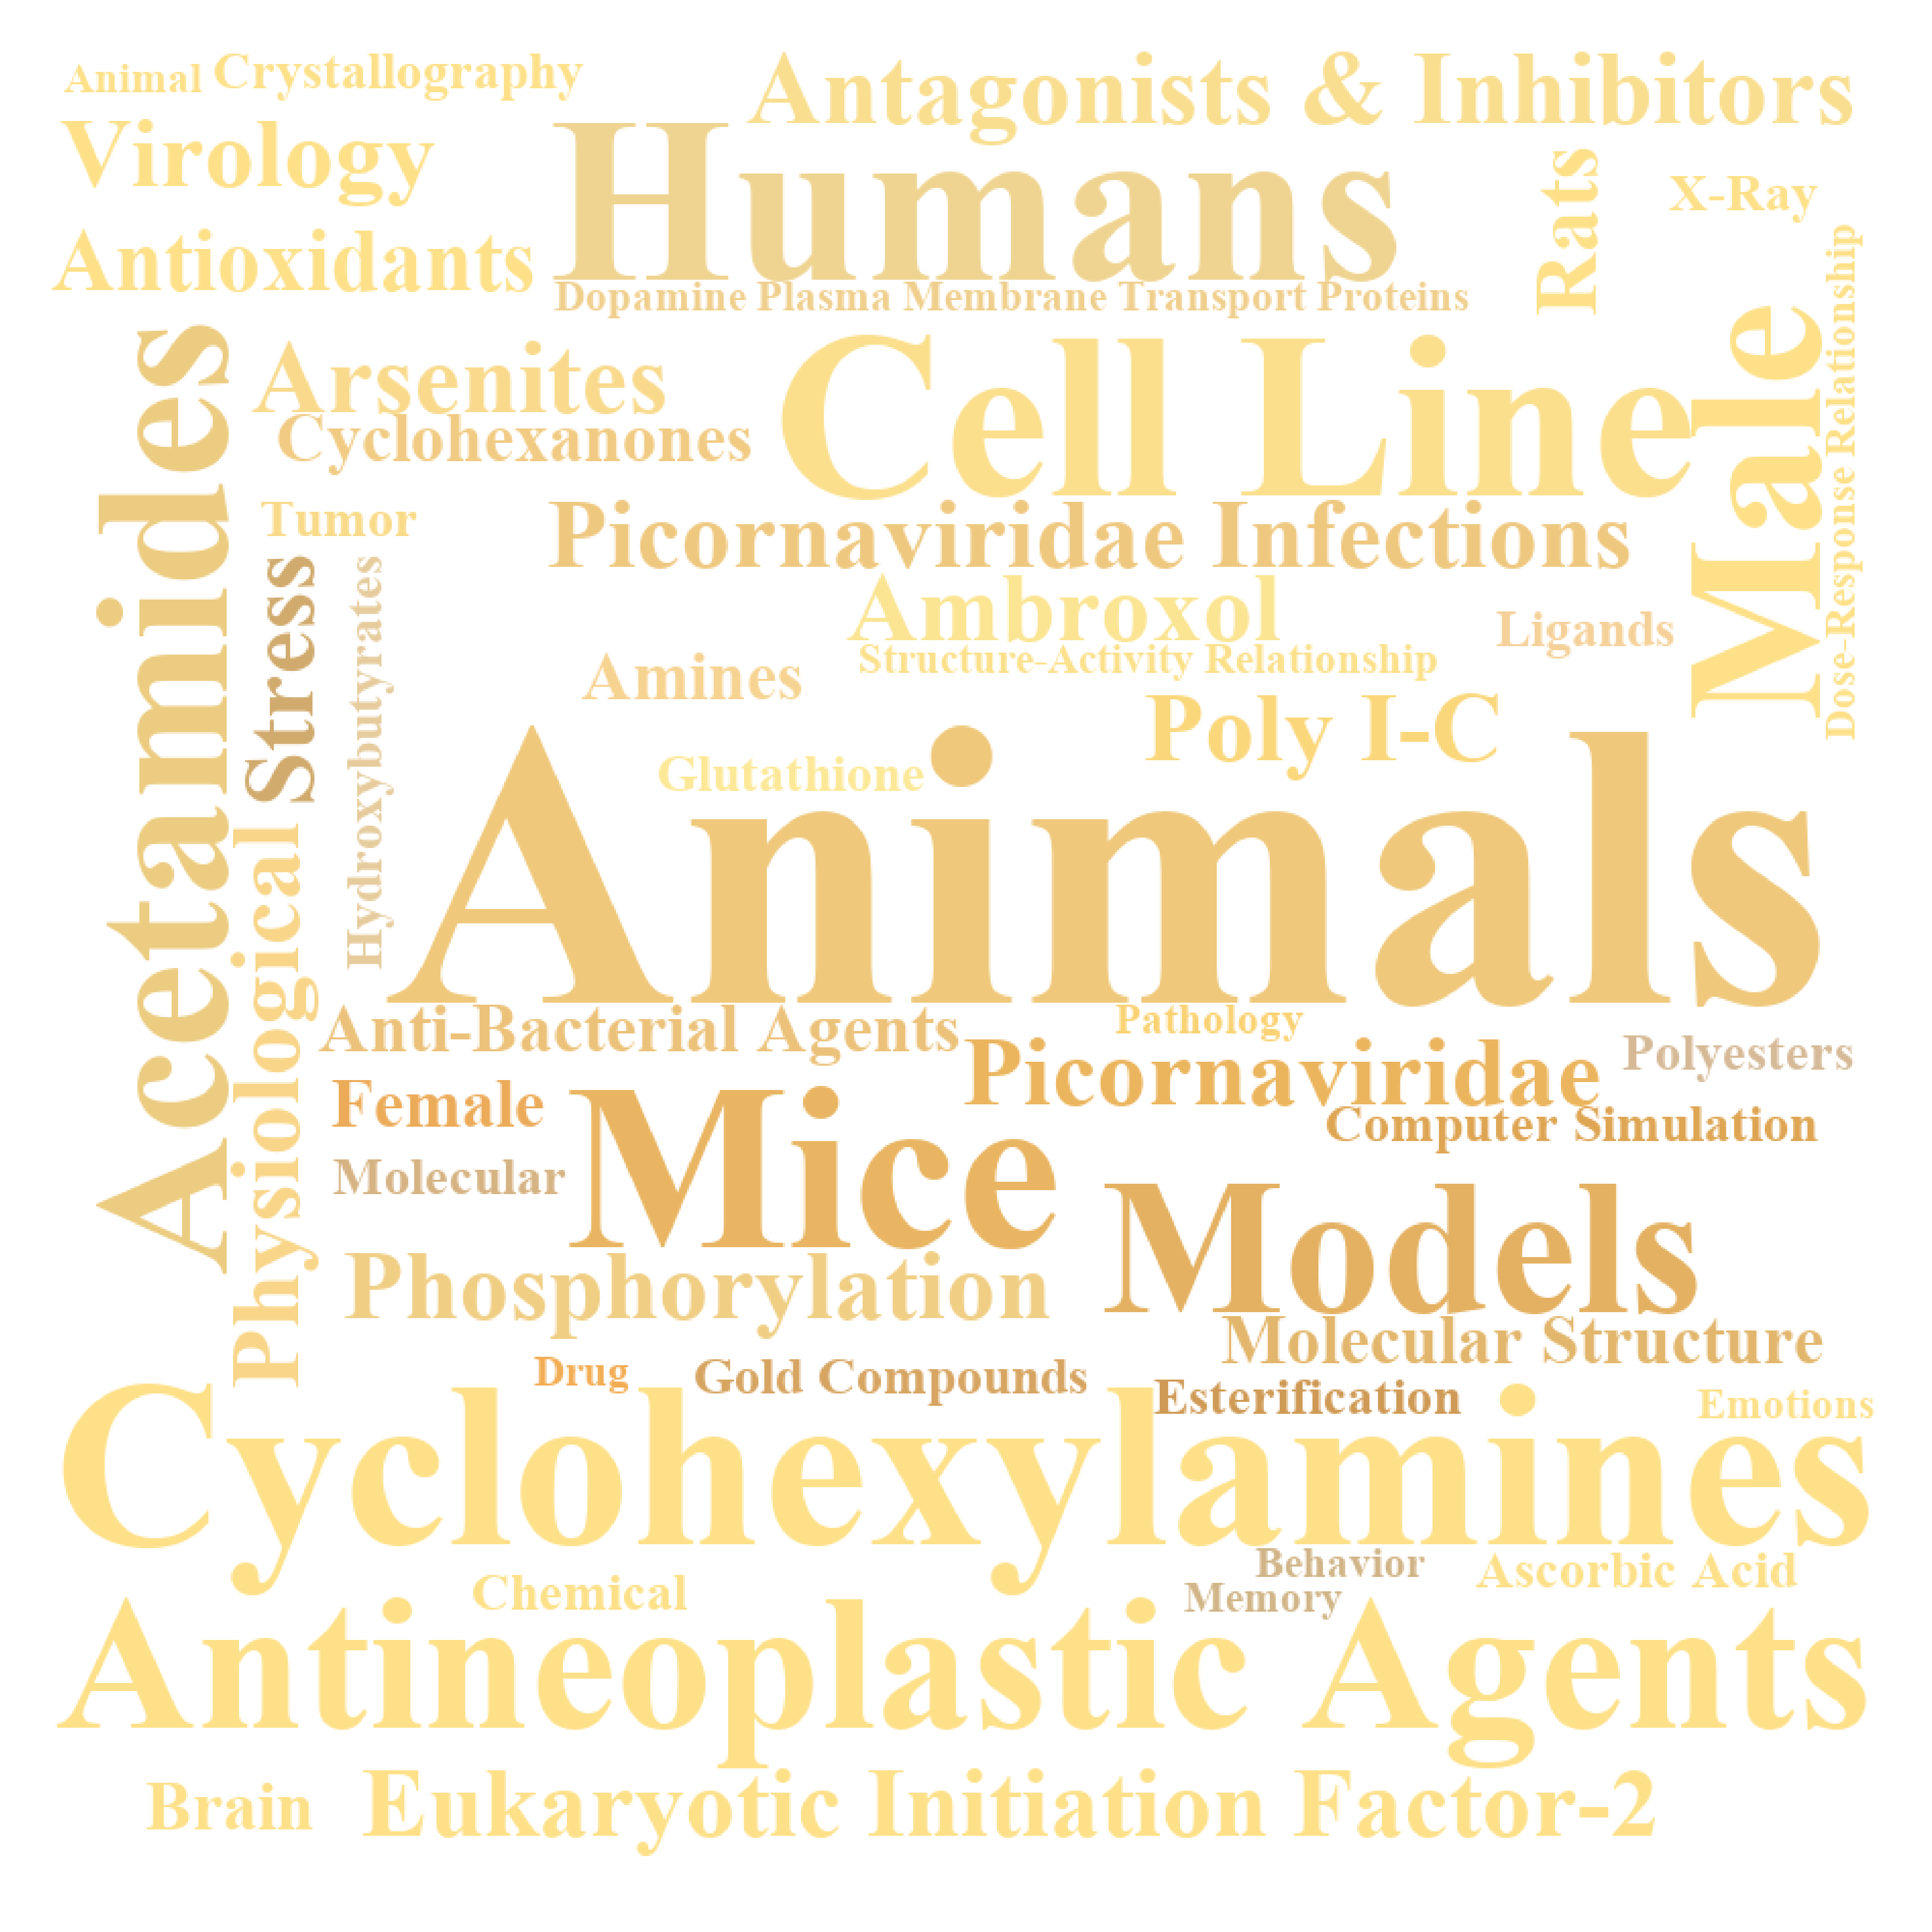 Animal
Crystallography
Antagonists & Inhibitors
Virology
Humans
Rats
X-Ray
Antioxidants
Dopamine Plasma Membrane Transport Proteins
Male
Dose-Response Relationship
Acetamides
Arsenites
Cell Line
Cyclohexanones
Tumor
Picornaviridae Infections
Stress
Hydroxybutyrates
Ambroxol
Ligands
Structure-Activity Relationship
Amines
Poly I-C
Glutathione
Animals
Physiological
Anti-Bacterial Agents
Pathology
Picornaviridae
Polyesters
Female
Mice
Computer Simulation
Molecular
Models
Phosphorylation
Molecular Structure
Drug
Gold Compounds
Esterification
Emotions
Cyclohexylamines
Behavior
Ascorbic Acid
Chemical
Memory
Antineoplastic Agents
Brain
Eukaryotic Initiation Factor-2